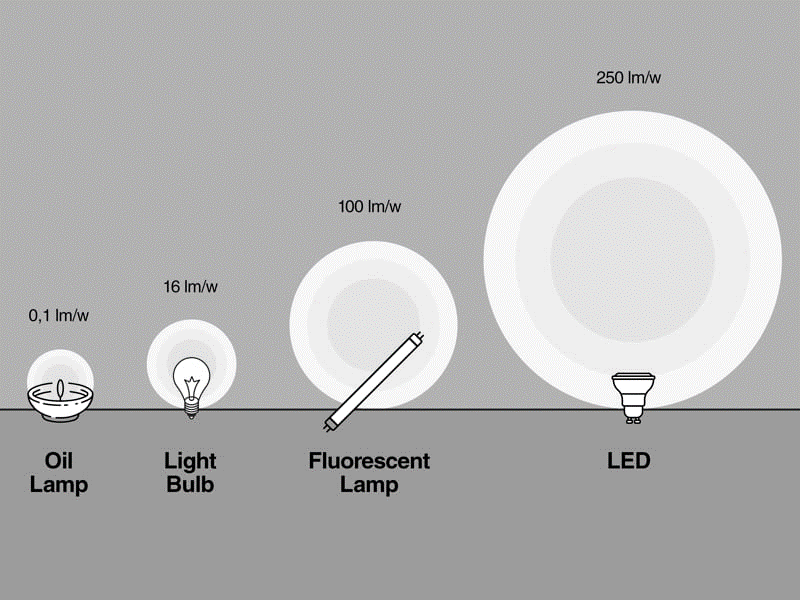 250 lm/w
100 lm/w
16 lm/w
0,1 lm/w
Oil
Lamp
Light
Bulb
Fluorescent
Lamp
LED